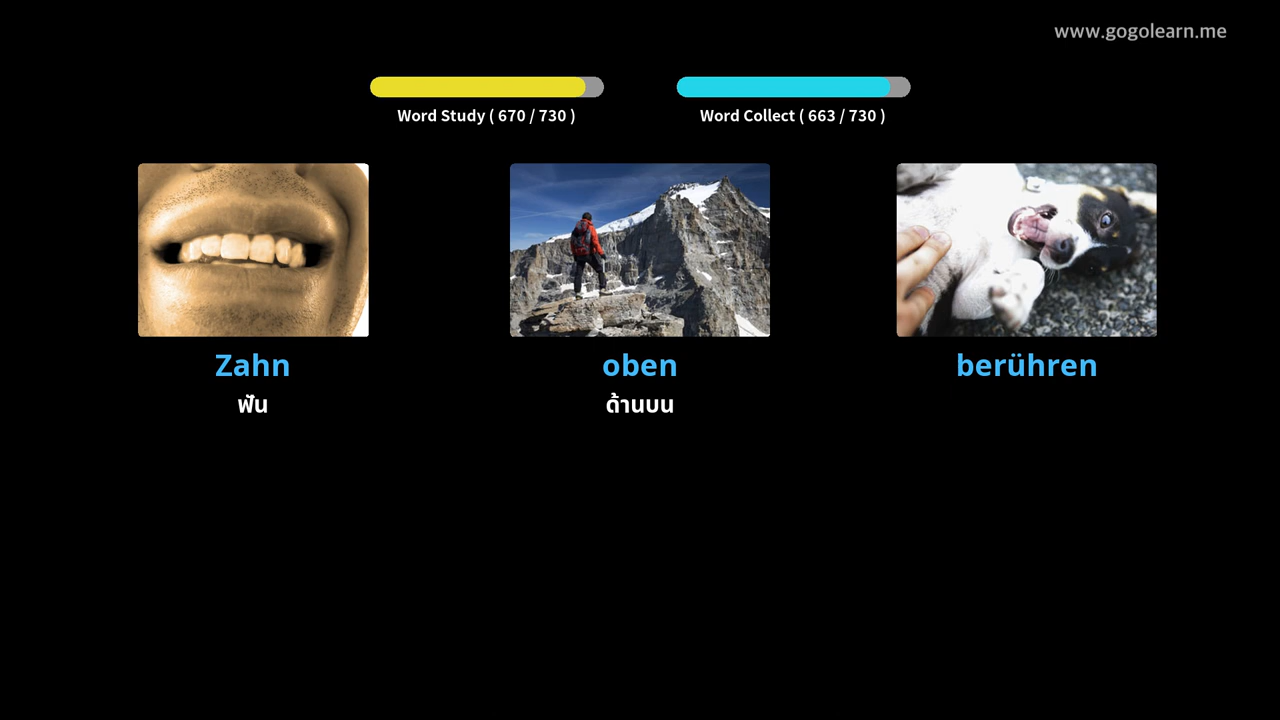 www.gogolearn.me
Word Study ( 670 / 730 )
Word Collect ( 663 / 730 )
Zahn
ฟัน
oben
ด้านบน
berühren